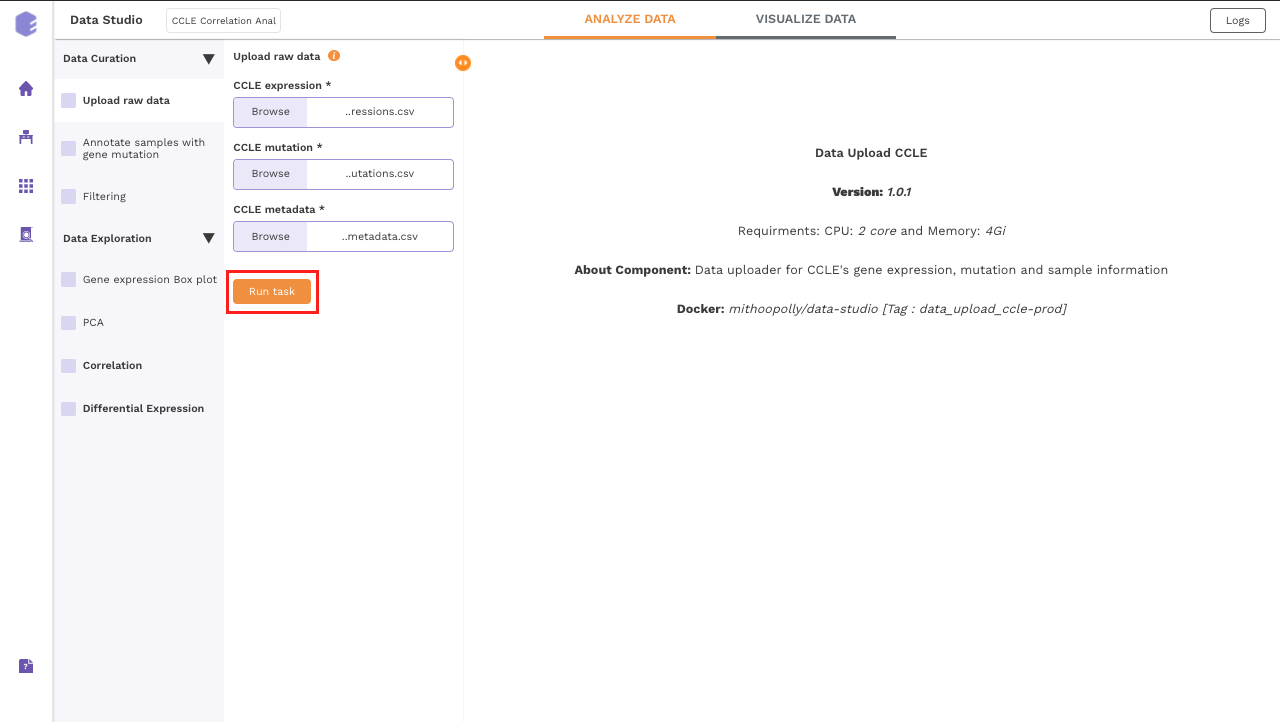 Data Studio
CCLE Correlation Anal
ANALYZE DATA
VISUALIZE DATA
Logs
Data Curation
Upload raw data
Annotate samples with
gene mutation
Filtering
Data Exploration
Gene expression Box plot
PCA
Correlation
Differential Expression
Upload raw data i
CCLE expression *
Browse ..ressions.csv
CCLE mutation *
Browse ..utations.csv
CCLE metadata *
Browse ..metadata.csv
Run task
Data Upload CCLE
Version: 1.0.1
Requirments: CPU: 2 core and Memory: 4Gi
About Component: Data uploader for CCLE's gene expression, mutation and sample information
Docker: mithoopolly/data-studio [Tag : data_upload_ccle-prod]
?